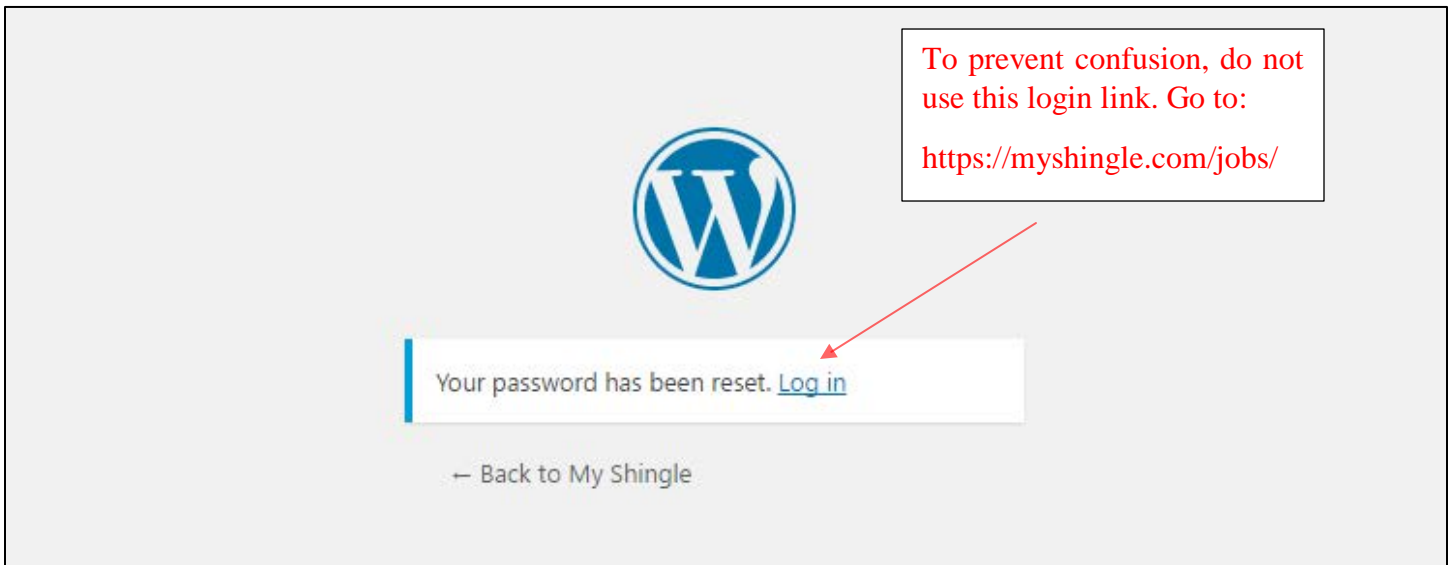 To prevent confusion, do not
use this login link. Go to:
https://myshingle.com/jobs/
Your password has been reset. Log in
← Back to My Shingle